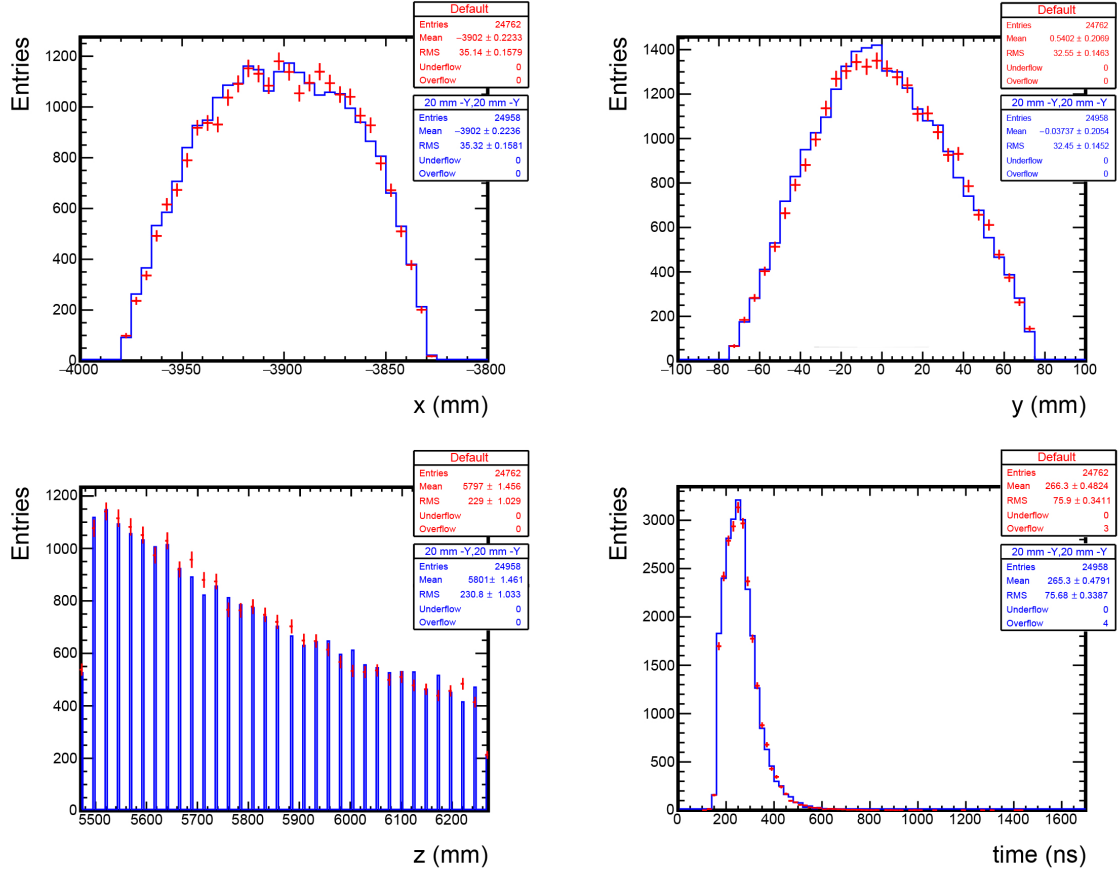 Default
Entries 24762
Mean −3902 ± 0.2233
RMS 35.14 ± 0.1579
Underflow 0
Overflow 0
20 mm -Y,20 mm -Y
Entries 24958
Mean −3902 ± 0.2236
RMS 35.32 ± 0.1581
Underflow 0
Overflow 0
Entries
1200
1000
800
600
400
200
0
−4000 −3950 −3900 −3850 −3800
x (mm)
Default
Entries 24762
Mean 0.5402 ± 0.2069
RMS 32.55 ± 0.1463
Underflow 0
Overflow 0
20 mm -Y,20 mm -Y
Entries 24958
Mean −0.03737 ± 0.2054
RMS 32.45 ± 0.1452
Underflow 0
Overflow 0
Entries
1400
1200
1000
800
600
400
200
0
−100 −80 −60 −40 −20 0 20 40 60 80 100
y (mm)
Default
Entries 24762
Mean 5797 ± 1.456
RMS 229 ± 1.029
Underflow 0
Overflow 0
20 mm -Y,20 mm -Y
Entries 24958
Mean 5801± 1.461
RMS 230.8 ± 1.033
Underflow 0
Overflow 0
Entries
1200
1000
800
600
400
200
0
5500 5600 5700 5800 5900 6000 6100 6200
z (mm)
Default
Entries 24762
Mean 266.3 ± 0.4824
RMS 75.9 ± 0.3411
Underflow 0
Overflow 3
20 mm -Y,20 mm -Y
Entries 24958
Mean 265.3 ± 0.4791
RMS 75.68 ± 0.3387
Underflow 0
Overflow 4
Entries
3000
2500
2000
1500
1000
500
0
0 200 400 600 800 1000 1200 1400 1600
time (ns)